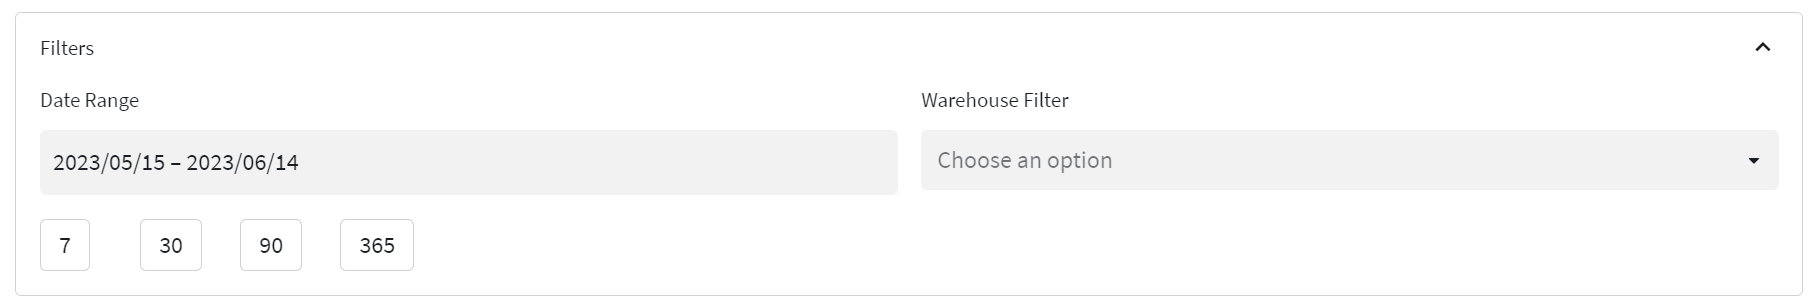 Filters
Date Range
Warehouse Filter
2023/05/15 – 2023/06/14
Choose an option
7
30
90
365